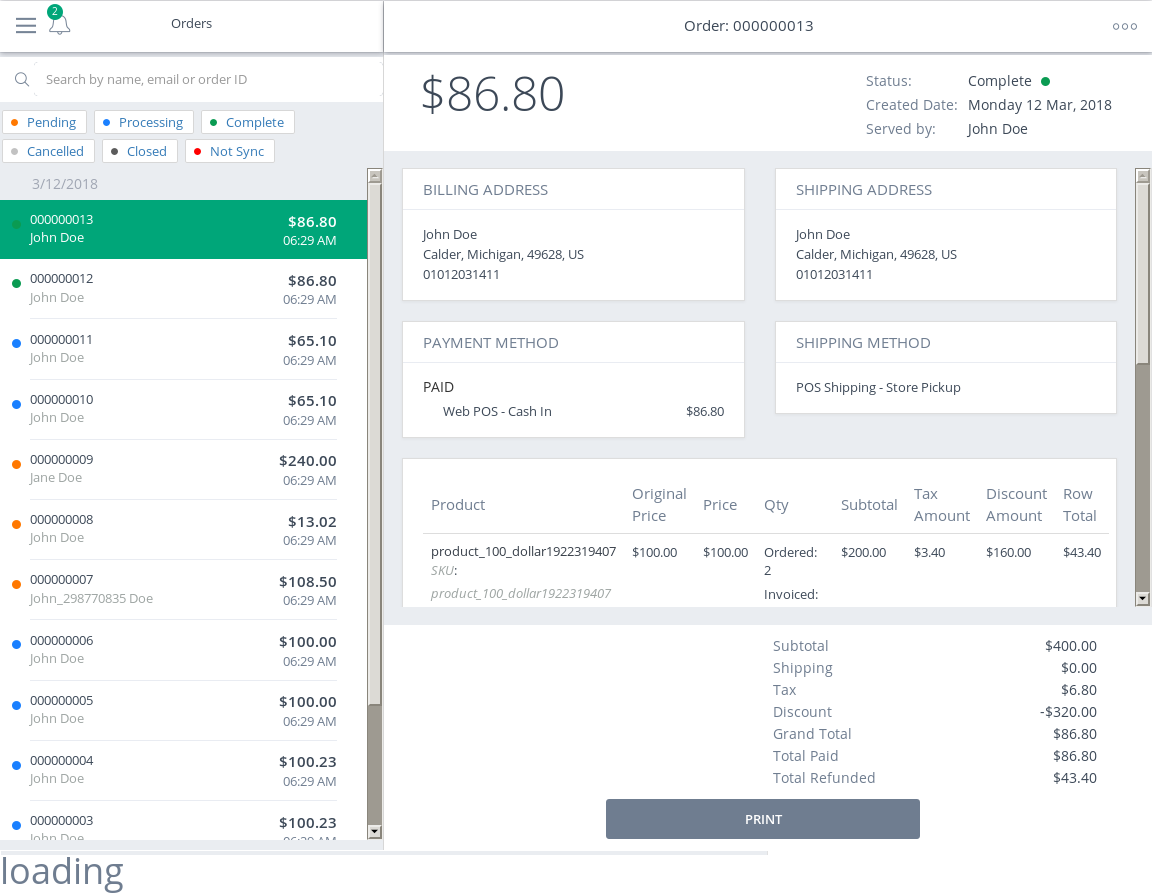 2
Orders
Order: 000000013
Search by name, email or order ID
Pending
Processing
Complete
Cancelled
Closed
Not Sync
3/12/2018
000000013 $86.80
John Doe 06:29 AM
000000012 $86.80
John Doe 06:29 AM
000000011 $65.10
John Doe 06:29 AM
000000010 $65.10
John Doe 06:29 AM
000000009 $240.00
Jane Doe 06:29 AM
000000008 $13.02
John Doe 06:29 AM
000000007 $108.50
John_298770835 Doe 06:29 AM
000000006 $100.00
John Doe 06:29 AM
000000005 $100.00
John Doe 06:29 AM
000000004 $100.23
John Doe 06:29 AM
000000003 $100.23
John Doe 06:29 AM
$86.80
Status: Complete
Created Date: Monday 12 Mar, 2018
Served by: John Doe
BILLING ADDRESS
John Doe
Calder, Michigan, 49628, US
01012031411
SHIPPING ADDRESS
John Doe
Calder, Michigan, 49628, US
01012031411
PAYMENT METHOD
PAID
Web POS - Cash In $86.80
SHIPPING METHOD
POS Shipping - Store Pickup
Product Original Price Price Qty Subtotal Tax Amount Discount Amount Row Total
product_100_dollar1922319407 $100.00 $100.00 Ordered: $200.00 $3.40 $160.00 $43.40
SKU: 2
product_100_dollar1922319407 Invoiced:
Subtotal $400.00
Shipping $0.00
Tax $6.80
Discount -$320.00
Grand Total $86.80
Total Paid $86.80
Total Refunded $43.40
PRINT
loading